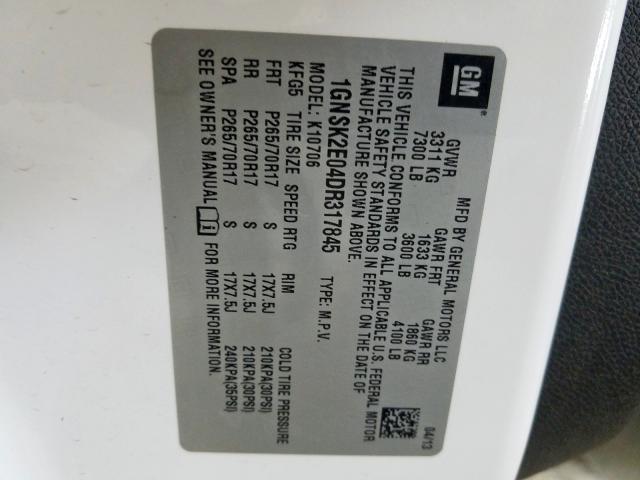 GM
MFD BY GENERAL MOTORS LLC
04/13
GVWR GAWR FRT GAWR RR
3311 KG 1633 KG 1860 KG
7300 LB 3600 LB 4100 LB
THIS VEHICLE CONFORMS TO ALL APPLICABLE U.S. FEDERAL MOTOR
VEHICLE SAFETY STANDARDS IN EFFECT ON THE DATE OF
MANUFACTURE SHOWN ABOVE.
1GNSK2E04DR317845 TYPE: M.P.V.
MODEL: K10706
KFG5 TIRE SIZE SPEED RTG RIM COLD TIRE PRESSURE
FRT P265/70R17 S 17X7.5J 210KPA(30PSI)
RR P265/70R17 S 17X7.5J 210KPA(30PSI)
SPA P265/70R17 S 17X7.5J 240KPA(35PSI)
SEE OWNER'S MANUAL FOR MORE INFORMATION.